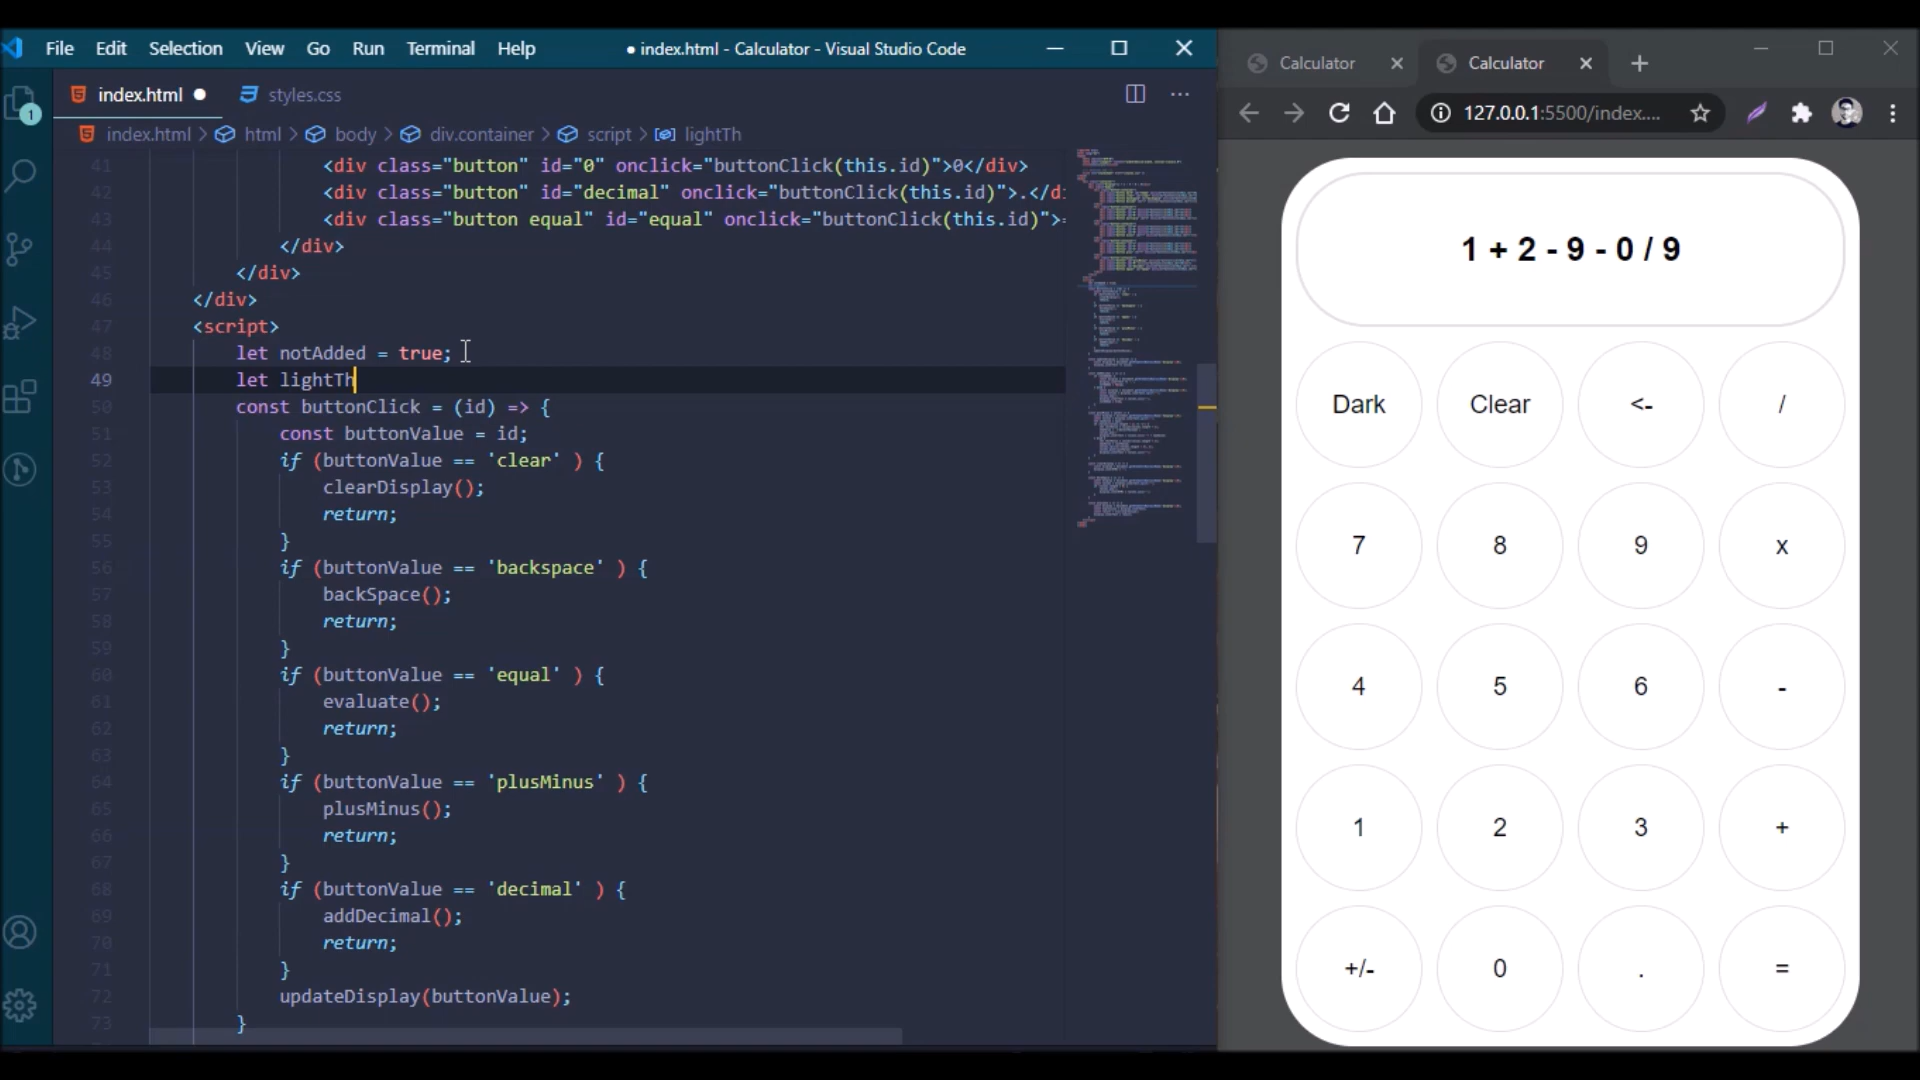 File Edit Selection View Go Run Terminal Help ● index.html - Calculator - Visual Studio Code
1
index.html ● styles.css ...
index.html > html > body > div.container > script > lightTh
41 <div class="button" id="0" onclick="buttonClick(this.id)">0</div>
42 <div class="button" id="decimal" onclick="buttonClick(this.id)">.</di
43 <div class="button equal" id="equal" onclick="buttonClick(this.id)">=
44 </div>
45 </div>
46 </div>
47 <script>
48 let notAdded = true;
49 let lightTh
50 const buttonClick = (id) => {
51 const buttonValue = id;
52 if (buttonValue == 'clear' ) {
53 clearDisplay();
54 return;
55 }
56 if (buttonValue == 'backspace' ) {
57 backSpace();
58 return;
59 }
60 if (buttonValue == 'equal' ) {
61 evaluate();
62 return;
63 }
64 if (buttonValue == 'plusMinus' ) {
65 plusMinus();
66 return;
67 }
68 if (buttonValue == 'decimal' ) {
69 addDecimal();
70 return;
71 }
72 updateDisplay(buttonValue);
73 }
Calculator Calculator
127.0.0.1:5500/index....
1 + 2 - 9 - 0 / 9
Dark Clear <- /
7 8 9 x
4 5 6 -
1 2 3 +
+/- 0 . =